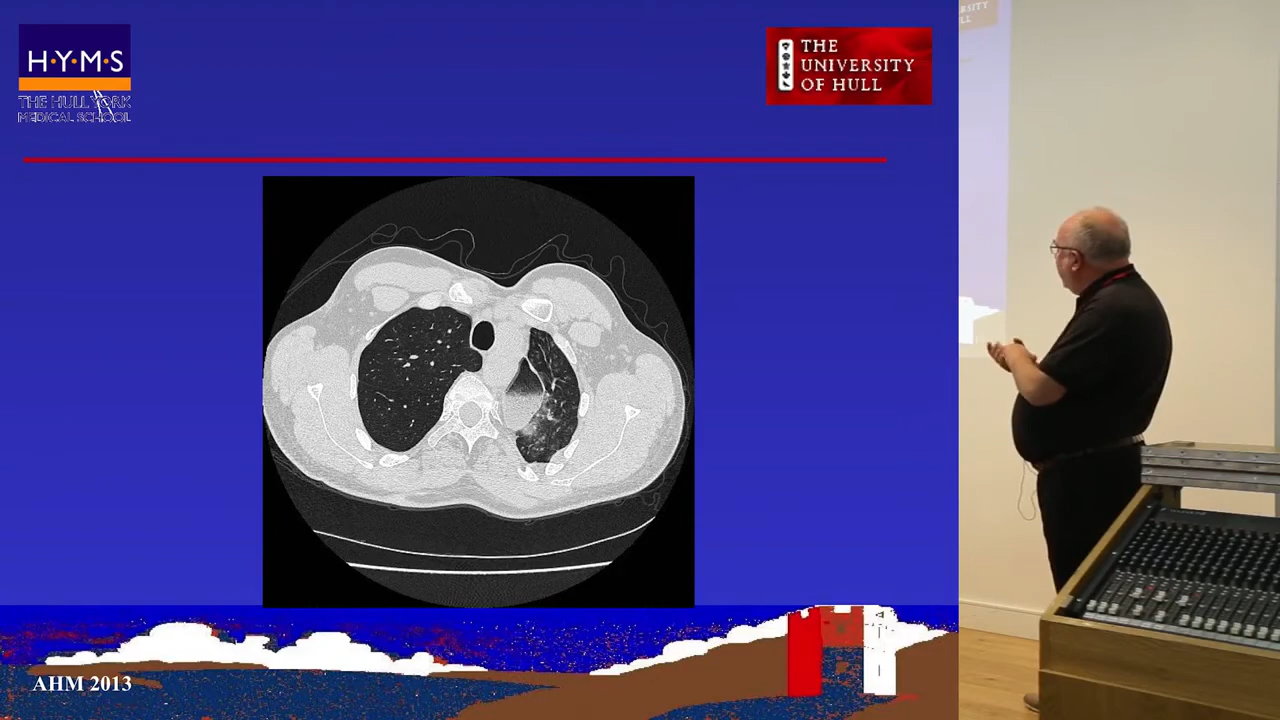 H·Y·M·S
THE HULL YORK
MEDICAL SCHOOL
THE
UNIVERSITY
OF HULL
AHM 2013